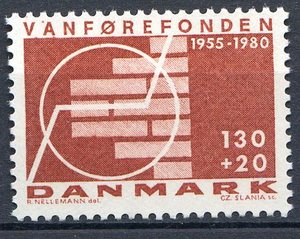 VANFØREFONDEN
1955-1980
130
+20
DANMARK
R. NELLEMANN del. CZ. SLANIA sc.